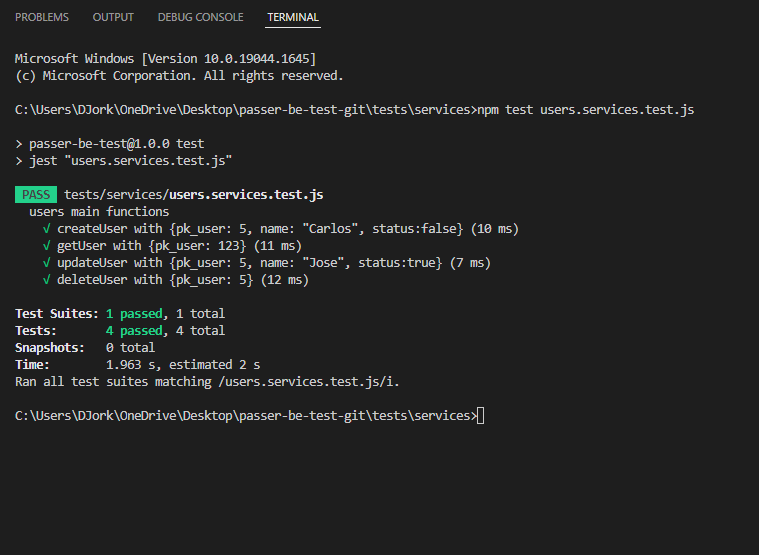 PROBLEMS OUTPUT DEBUG CONSOLE TERMINAL
Microsoft Windows [Version 10.0.19044.1645]
(c) Microsoft Corporation. All rights reserved.
C:\Users\DJork\OneDrive\Desktop\passer-be-test-git\tests\services>npm test users.services.test.js
> passer-be-test@1.0.0 test
> jest "users.services.test.js"
PASS tests/services/users.services.test.js
users main functions
√ createUser with {pk_user: 5, name: "Carlos", status:false} (10 ms)
√ getUser with {pk_user: 123} (11 ms)
√ updateUser with {pk_user: 5, name: "Jose", status:true} (7 ms)
√ deleteUser with {pk_user: 5} (12 ms)
Test Suites: 1 passed, 1 total
Tests: 4 passed, 4 total
Snapshots: 0 total
Time: 1.963 s, estimated 2 s
Ran all test suites matching /users.services.test.js/i.
C:\Users\DJork\OneDrive\Desktop\passer-be-test-git\tests\services>